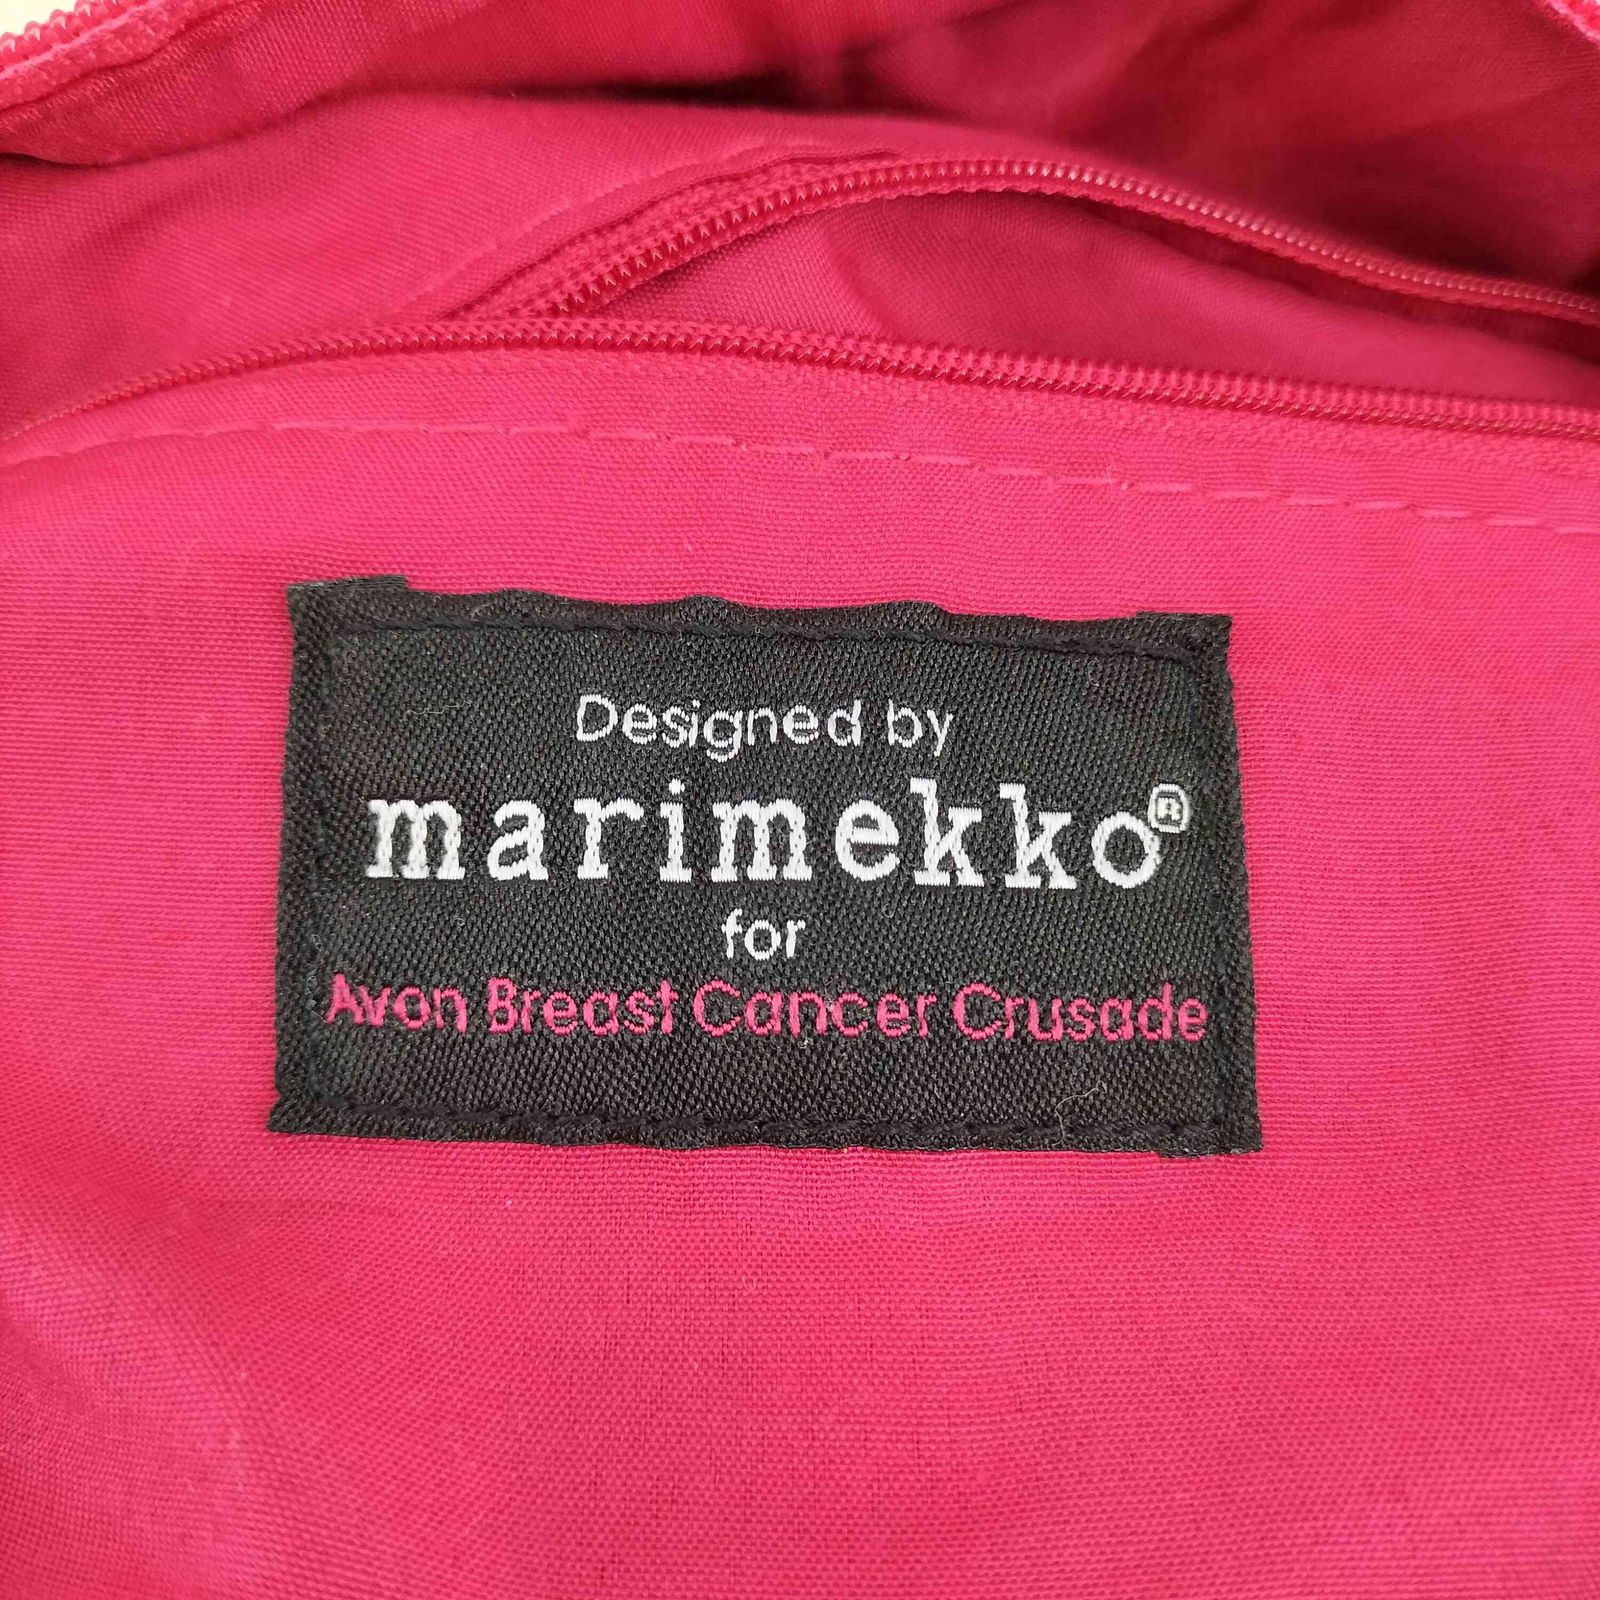 Designed by
marimekko®
for
Avon Breast Cancer Crusade